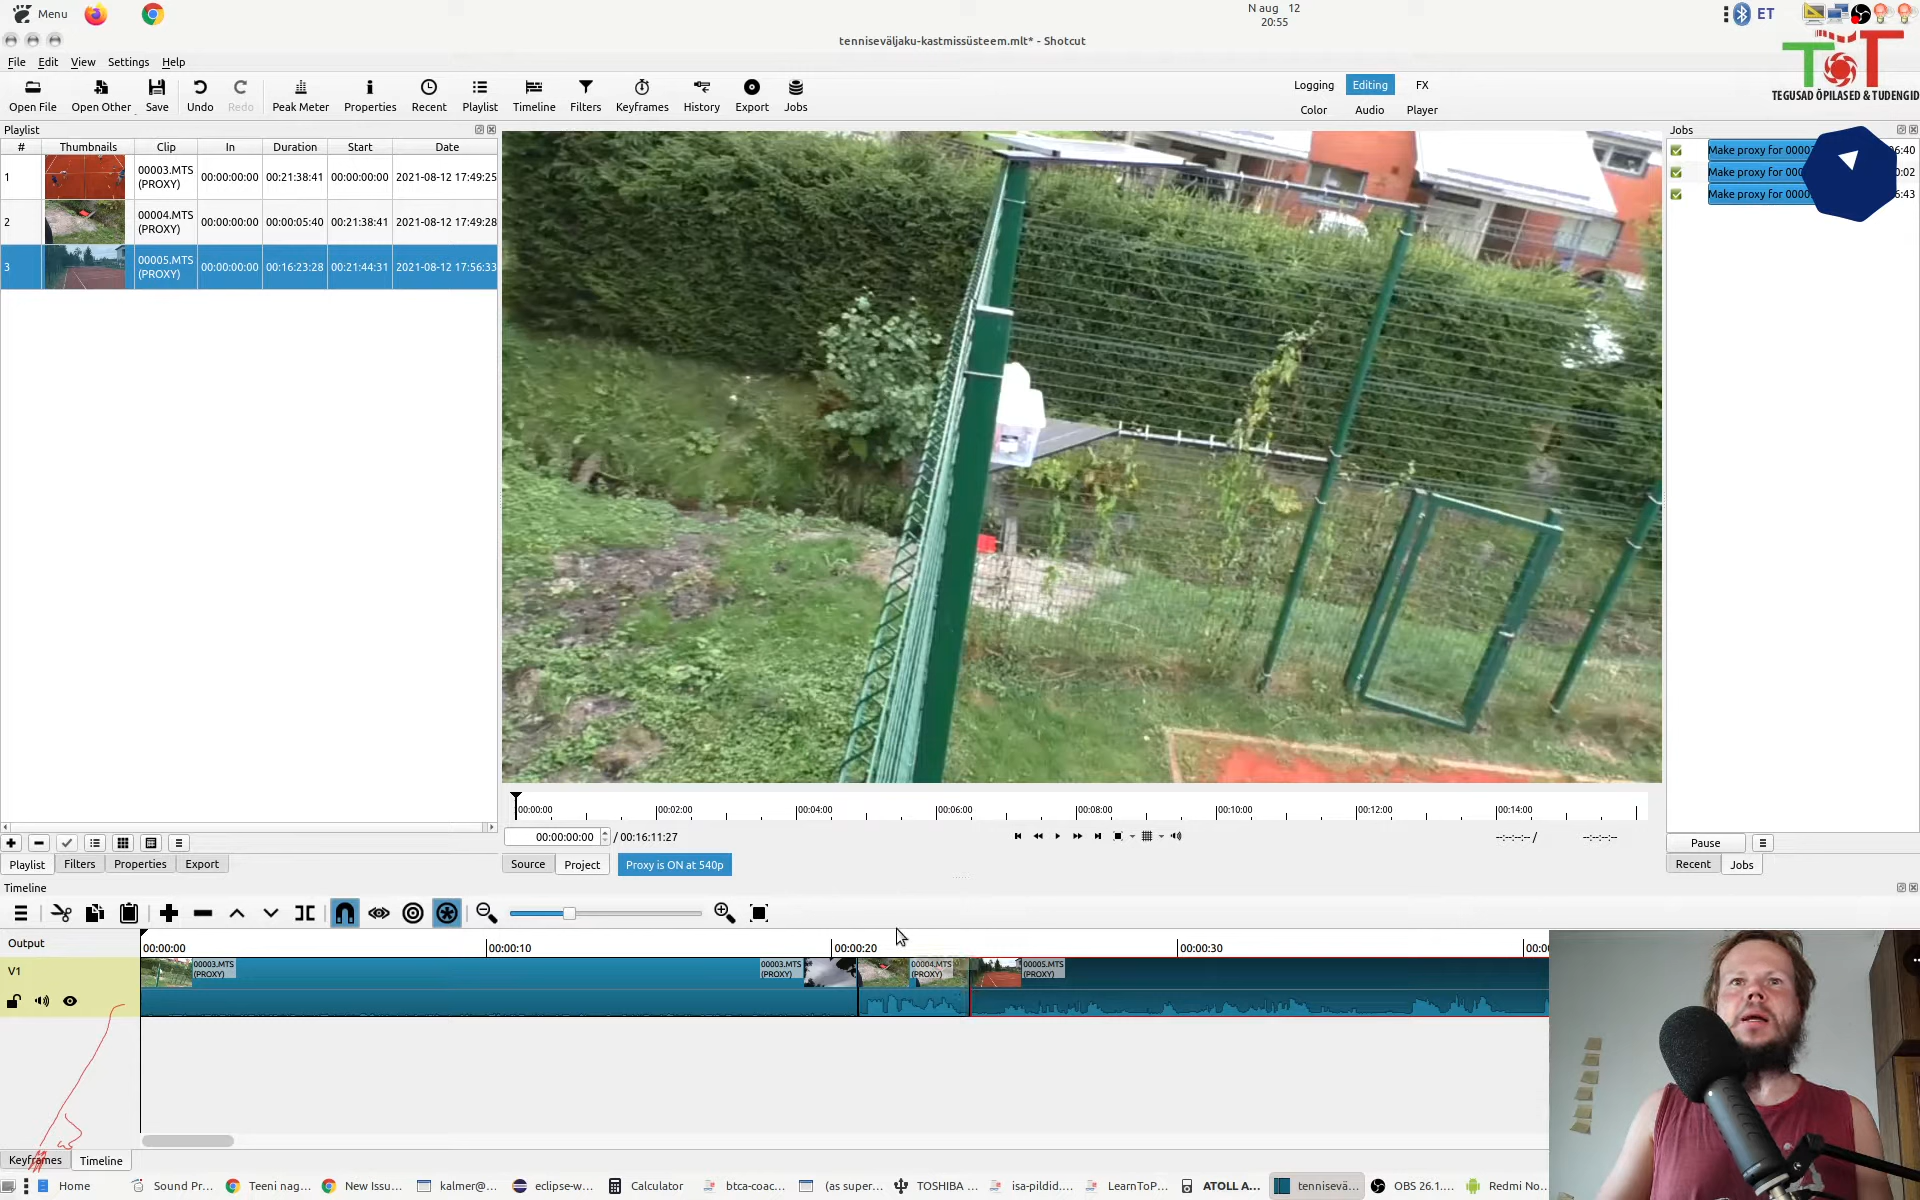 Menu
N aug 12
20:55
ET
tenniseväljaku-kastmissüsteem.mlt* - Shotcut
File Edit View Settings Help
Open File Open Other Save Undo Redo Peak Meter Properties Recent Playlist Timeline Filters Keyframes History Export Jobs
Logging Editing FX
Color Audio Player
TOT
TEGUSAD ÕPILASED & TUDENGID
Playlist
# Thumbnails Clip In Duration Start Date
1 00003.MTS (PROXY) 00:00:00:00 00:21:38:41 00:00:00:00 2021-08-12 17:49:25
2 00004.MTS (PROXY) 00:00:00:00 00:00:05:40 00:21:38:41 2021-08-12 17:49:28
3 00005.MTS (PROXY) 00:00:00:00 00:16:23:28 00:21:44:31 2021-08-12 17:56:33
Jobs
Make proxy for 0000
Make proxy for 000 0:02
Make proxy for 0000 6:43
00:00:00 00:02:00 00:04:00 00:06:00 00:08:00 00:10:00 00:12:00 00:14:00
00:00:00:00 / 00:16:11:27
--:--:--:-- / --:--:--:--
Source Project Proxy is ON at 540p
Playlist Filters Properties Export
Pause
Recent Jobs
Timeline
Output
00:00:00 00:00:10 00:00:20 00:00:30 00:0
V1
00003.MTS (PROXY) 00003.MTS (PROXY) 00004.MTS (PROXY) 00005.MTS (PROXY)
Keyframes Timeline
Home Sound Pr... Teeni nag... New Issu... kalmer@... eclipse-w... Calculator btca-coac... (as super... TOSHIBA ... isa-pildid.... LearnToP... ATOLL A... tennisevä... OBS 26.1.... Redmi No...